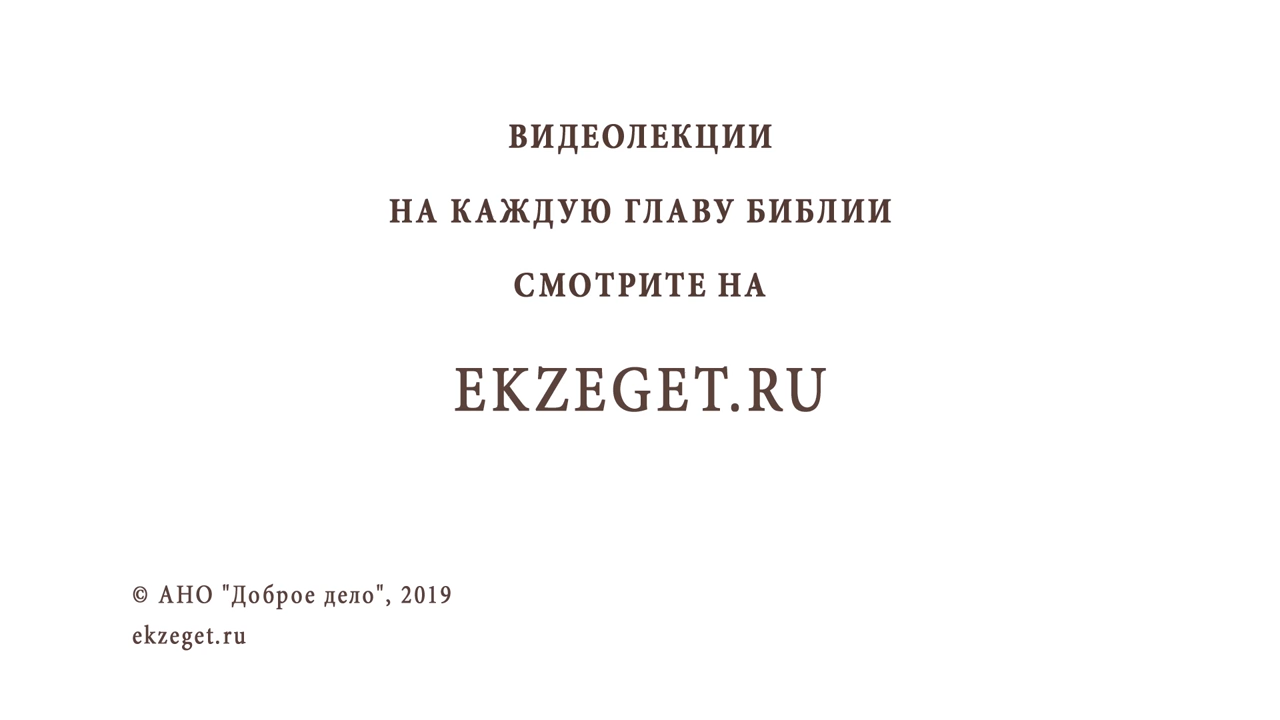 ВИДЕОЛЕКЦИИ
НА КАЖДУЮ ГЛАВУ БИБЛИИ
СМОТРИТЕ НА
EKZEGET.RU
© АНО "Доброе дело", 2019
ekzeget.ru